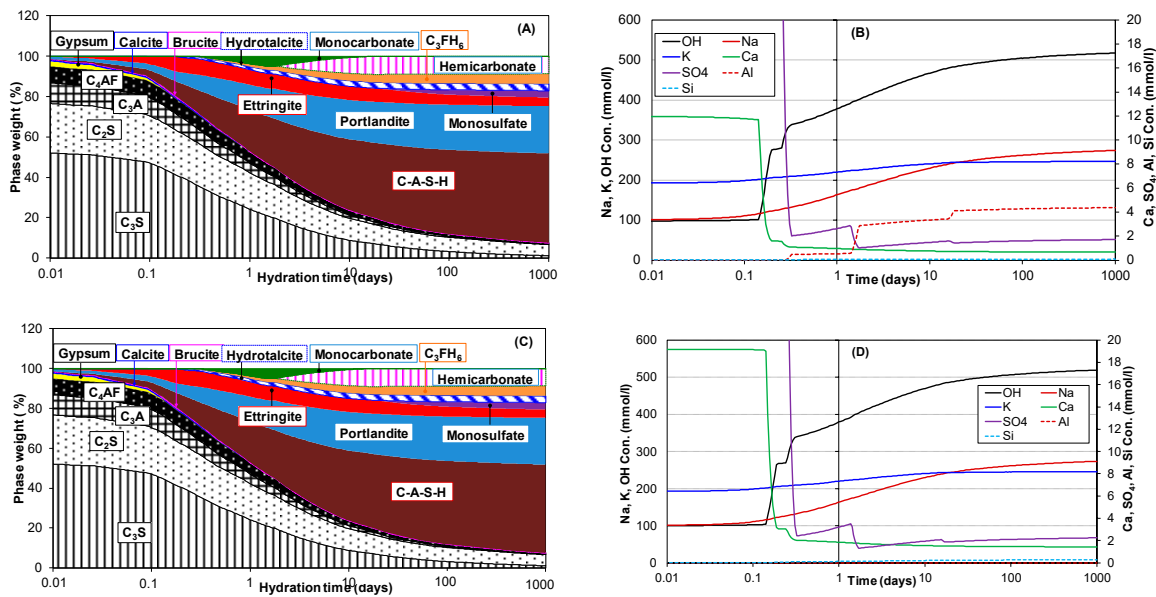 (A)
120
100
80
60
40
20
0
Phase weight (%)
Gypsum
Calcite
Brucite
Hydrotalcite
Monocarbonate
C₃FH₆
Hemicarbonate
C₄AF
C₃A
C₂S
C₃S
Ettringite
Portlandite
Monosulfate
C-A-S-H
0.01 0.1 1 10 100 1000
Hydration time (days)
(B)
600
500
400
300
200
100
0
Na, K, OH Con. (mmol/l)
OH Na
K Ca
SO4 Al
Si
20
18
16
14
12
10
8
6
4
2
0
Ca, SO₄, Al, Si Con. (mmol/l)
0.01 0.1 1 10 100 1000
Time (days)
(C)
120
100
80
60
40
20
0
Phase weight (%)
Gypsum
Calcite
Brucite
Hydrotalcite
Monocarbonate
C₃FH₆
Hemicarbonate
C₄AF
C₃A
C₂S
C₃S
Ettringite
Portlandite
Monosulfate
C-A-S-H
0.01 0.1 1 10 100 1000
Hydration time (days)
(D)
600
500
400
300
200
100
0
Na, K, OH Con. (mmol/l)
OH Na
K Ca
SO4 Al
Si
20
18
16
14
12
10
8
6
4
2
0
Ca, SO₄, Al, Si Con. (mmol/l)
0.01 0.1 1 10 100 1000
Time (days)